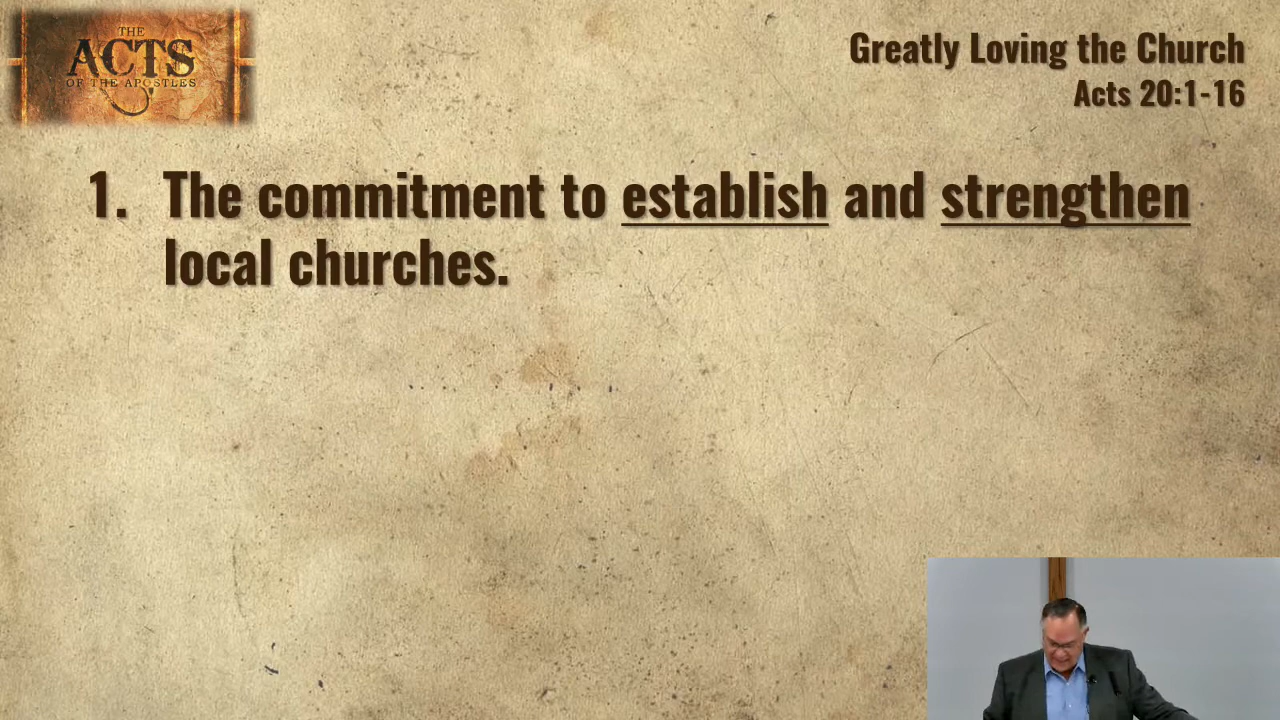 THE
ACTS
OF THE APOSTLES
Greatly Loving the Church
Acts 20:1-16
1. The commitment to establish and strengthen
local churches.